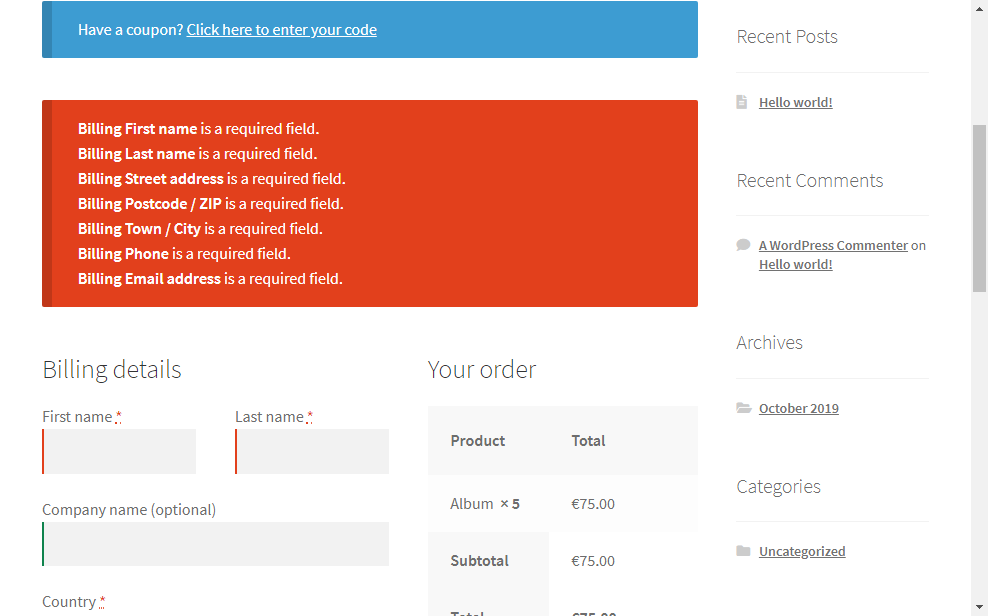 Have a coupon? Click here to enter your code
Billing First name is a required field.
Billing Last name is a required field.
Billing Street address is a required field.
Billing Postcode / ZIP is a required field.
Billing Town / City is a required field.
Billing Phone is a required field.
Billing Email address is a required field.
Billing details
First name *
Last name *
Company name (optional)
Country *
Your order
Product Total
Album × 5 €75.00
Subtotal €75.00
Total €75.00
Recent Posts
Hello world!
Recent Comments
A WordPress Commenter on
Hello world!
Archives
October 2019
Categories
Uncategorized